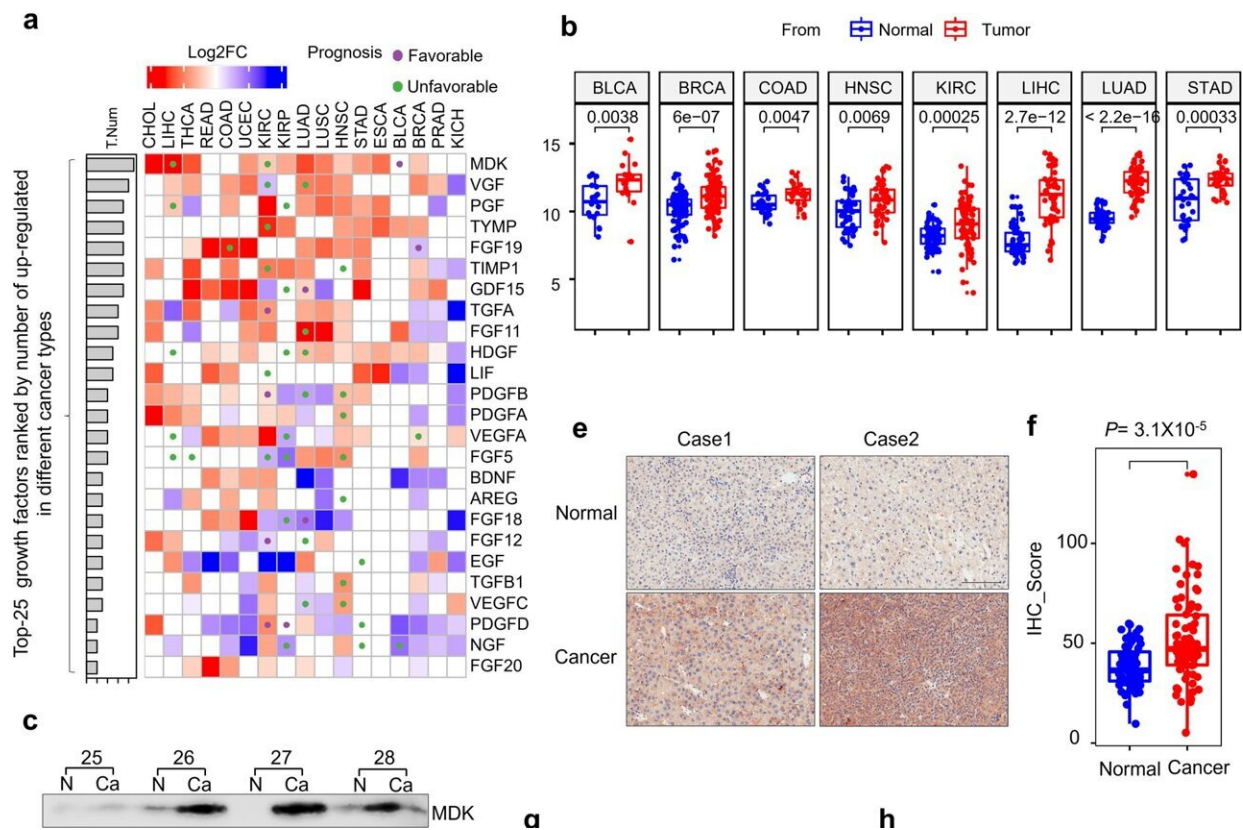 a
Log2FC
Prognosis
Favorable
Unfavorable
T.Num
CHOL
LIHC
THCA
READ
COAD
UCEC
KIRC
KIRP
LUAD
LUSC
HNSC
STAD
ESCA
BLCA
BRCA
PRAD
KICH
Top-25 growth factors ranked by number of up-regulated
in different cancer types
MDK
VGF
PGF
TYMP
FGF19
TIMP1
GDF15
TGFA
FGF11
HDGF
LIF
PDGFB
PDGFA
VEGFA
FGF5
BDNF
AREG
FGF18
FGF12
EGF
TGFB1
VEGFC
PDGFD
NGF
FGF20
b
From Normal Tumor
BLCA BRCA COAD HNSC KIRC LIHC LUAD STAD
0.0038 6e-07 0.0047 0.0069 0.00025 2.7e-12 < 2.2e-16 0.00033
15
10
5
c
25 26 27 28
N Ca N Ca N Ca N Ca
MDK
e
Case1 Case2
Normal
Cancer
f
P= 3.1X10-5
IHC_Score
100
50
0
Normal Cancer
g
h